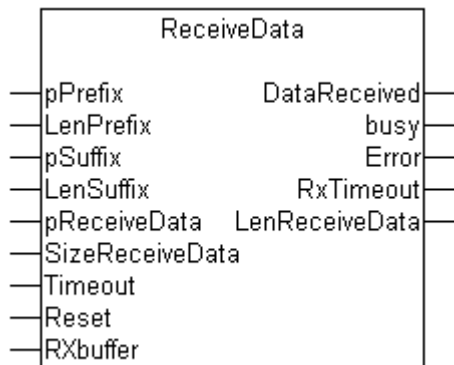 ReceiveData
pPrefix DataReceived
LenPrefix busy
pSuffix Error
LenSuffix RxTimeout
pReceiveData LenReceiveData
SizeReceiveData
Timeout
Reset
RXbuffer